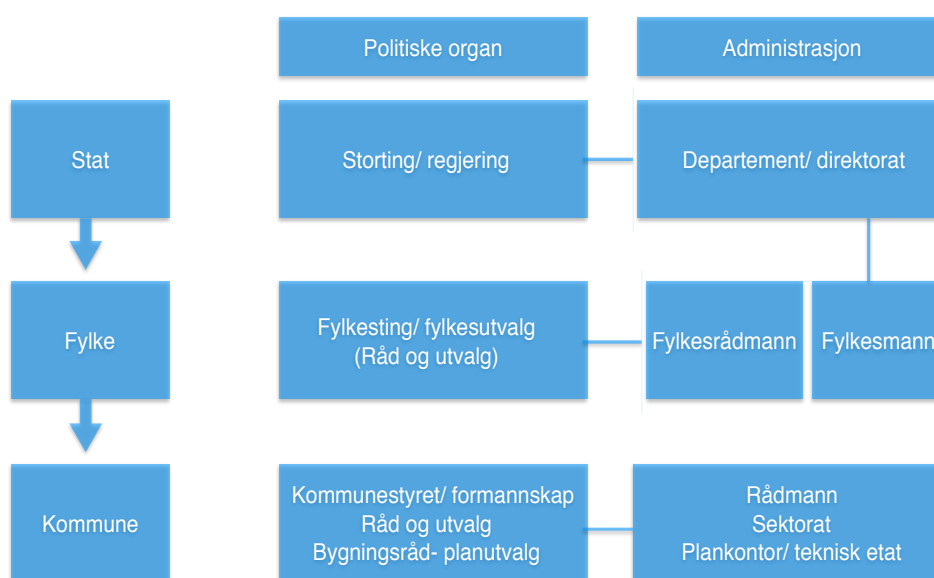 Politiske organ
Administrasjon
Stat
Storting/ regjering
Departement/ direktorat
Fylke
Fylkesting/ fylkesutvalg
(Råd og utvalg)
Fylkesrådmann
Fylkesmann
Kommune
Kommunestyret/ formannskap
Råd og utvalg
Bygningsråd- planutvalg
Rådmann
Sektorat
Plankontor/ teknisk etat